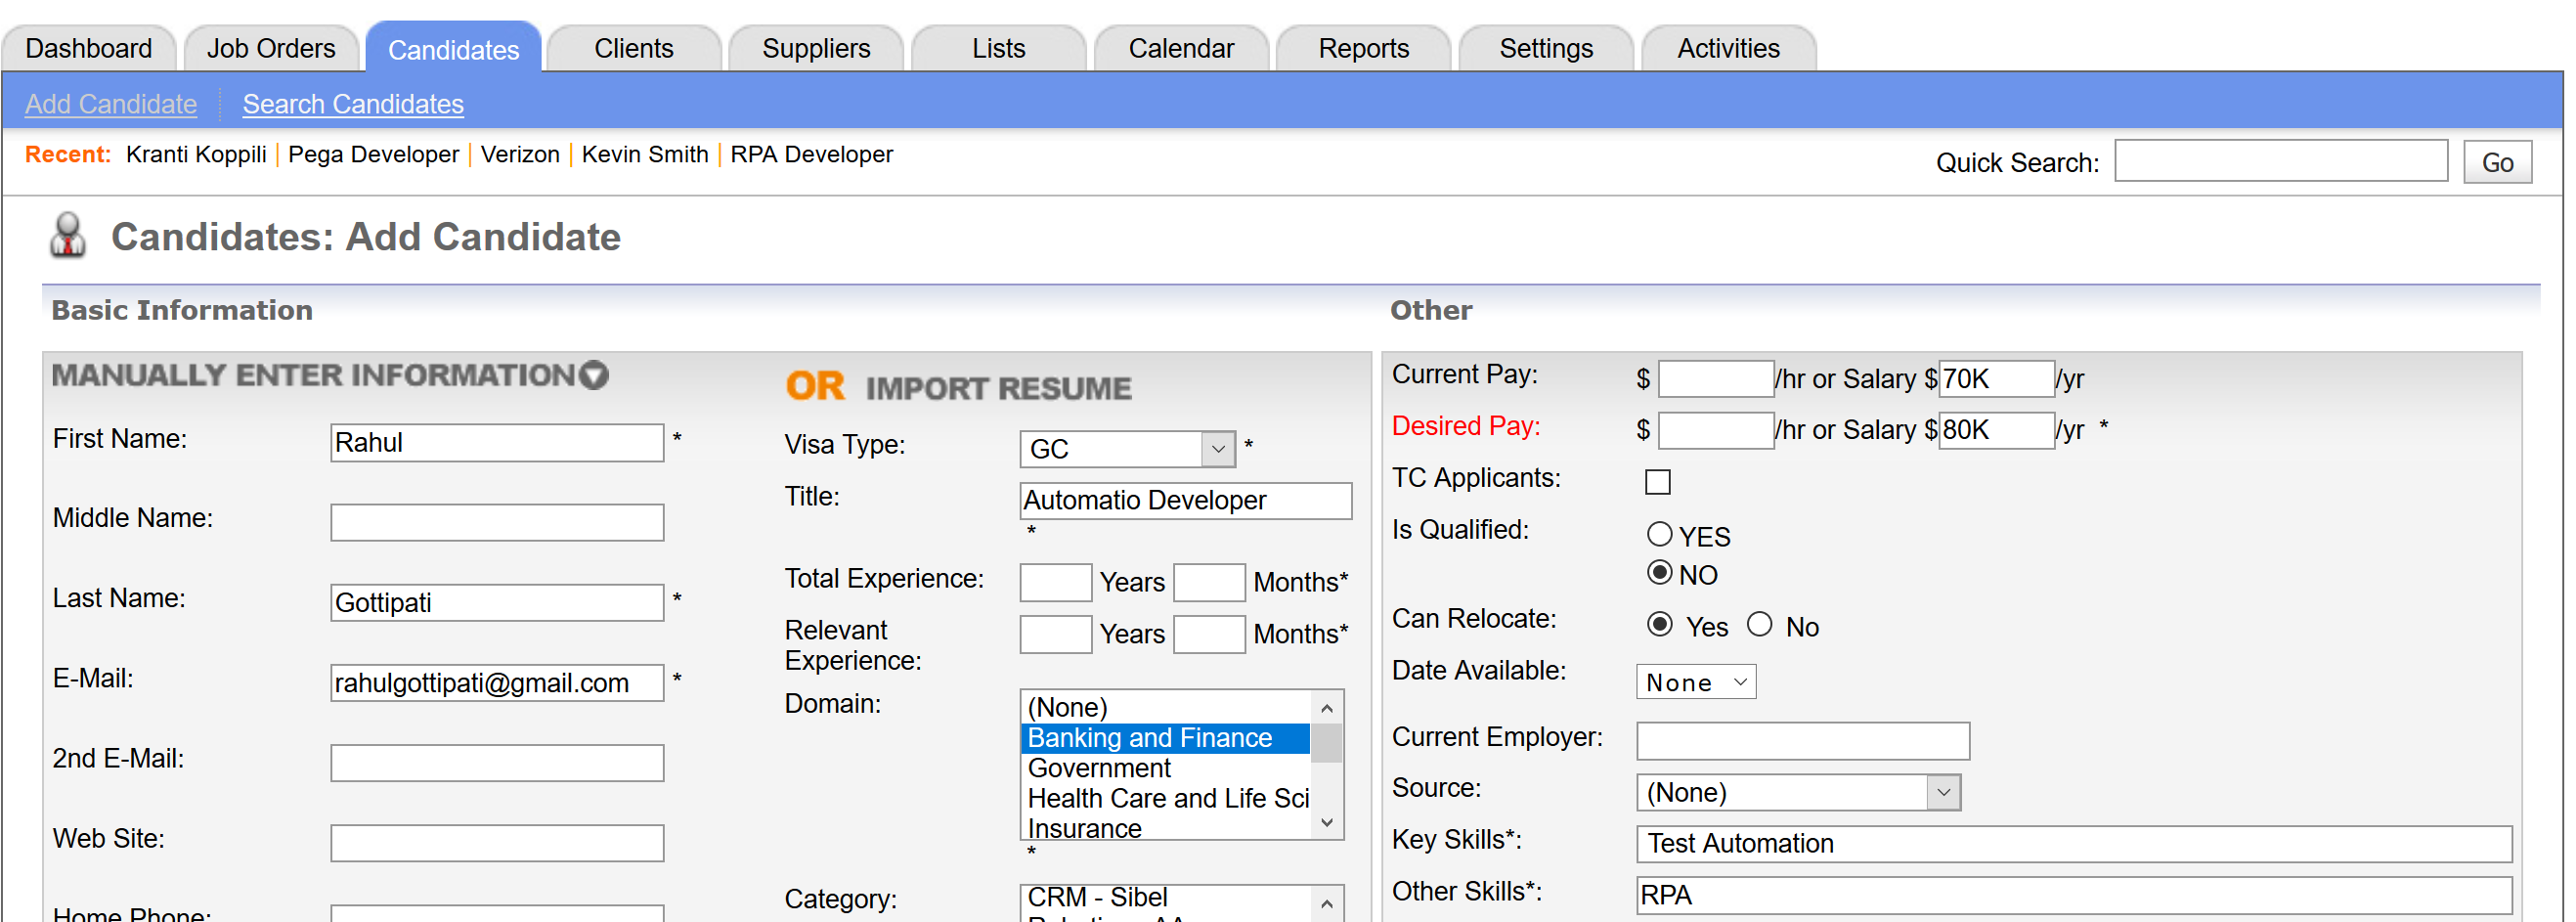 Dashboard Job Orders Candidates Clients Suppliers Lists Calendar Reports Settings Activities
Add Candidate Search Candidates
Recent: Kranti Koppili | Pega Developer | Verizon | Kevin Smith | RPA Developer
Quick Search: Go
Candidates: Add Candidate
Basic Information
MANUALLY ENTER INFORMATION
First Name: Rahul *
Middle Name:
Last Name: Gottipati *
E-Mail: rahulgottipati@gmail.com *
2nd E-Mail:
Web Site:
Home Phone:
OR IMPORT RESUME
Visa Type: GC *
Title: Automatio Developer
*
Total Experience: Years Months*
Relevant
Experience: Years Months*
Domain: (None)
Banking and Finance
Government
Health Care and Life Sci
Insurance
*
Category: CRM - Sibel
Other
Current Pay: $ /hr or Salary $ 70K /yr
Desired Pay: $ /hr or Salary $ 80K /yr *
TC Applicants:
Is Qualified: YES
NO
Can Relocate: Yes No
Date Available: None
Current Employer:
Source: (None)
Key Skills*: Test Automation
Other Skills*: RPA